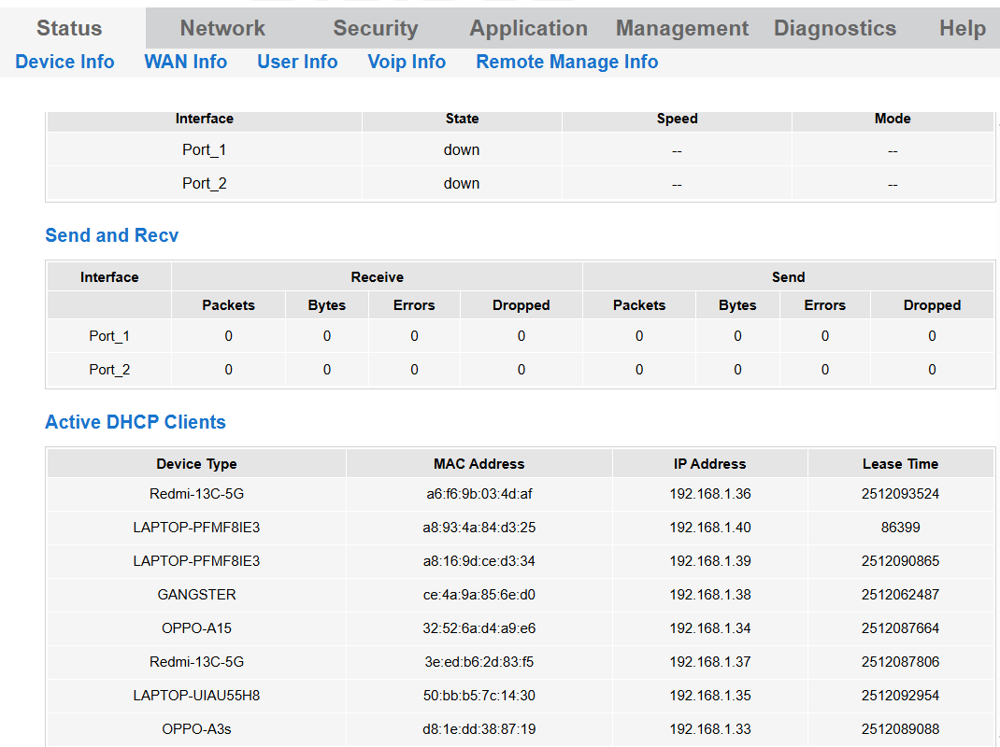 Status Network Security Application Management Diagnostics Help
Device Info WAN Info User Info Voip Info Remote Manage Info
Interface State Speed Mode
Port_1 down -- --
Port_2 down -- --
Send and Recv
Interface Receive Send
Packets Bytes Errors Dropped Packets Bytes Errors Dropped
Port_1 0 0 0 0 0 0 0 0
Port_2 0 0 0 0 0 0 0 0
Active DHCP Clients
Device Type MAC Address IP Address Lease Time
Redmi-13C-5G a6:f6:9b:03:4d:af 192.168.1.36 2512093524
LAPTOP-PFMF8IE3 a8:93:4a:84:d3:25 192.168.1.40 86399
LAPTOP-PFMF8IE3 a8:16:9d:ce:d3:34 192.168.1.39 2512090865
GANGSTER ce:4a:9a:85:6e:d0 192.168.1.38 2512062487
OPPO-A15 32:52:6a:d4:a9:e6 192.168.1.34 2512087664
Redmi-13C-5G 3e:ed:b6:2d:83:f5 192.168.1.37 2512087806
LAPTOP-UIAU55H8 50:bb:b5:7c:14:30 192.168.1.35 2512092954
OPPO-A3s d8:1e:dd:38:87:19 192.168.1.33 2512089088